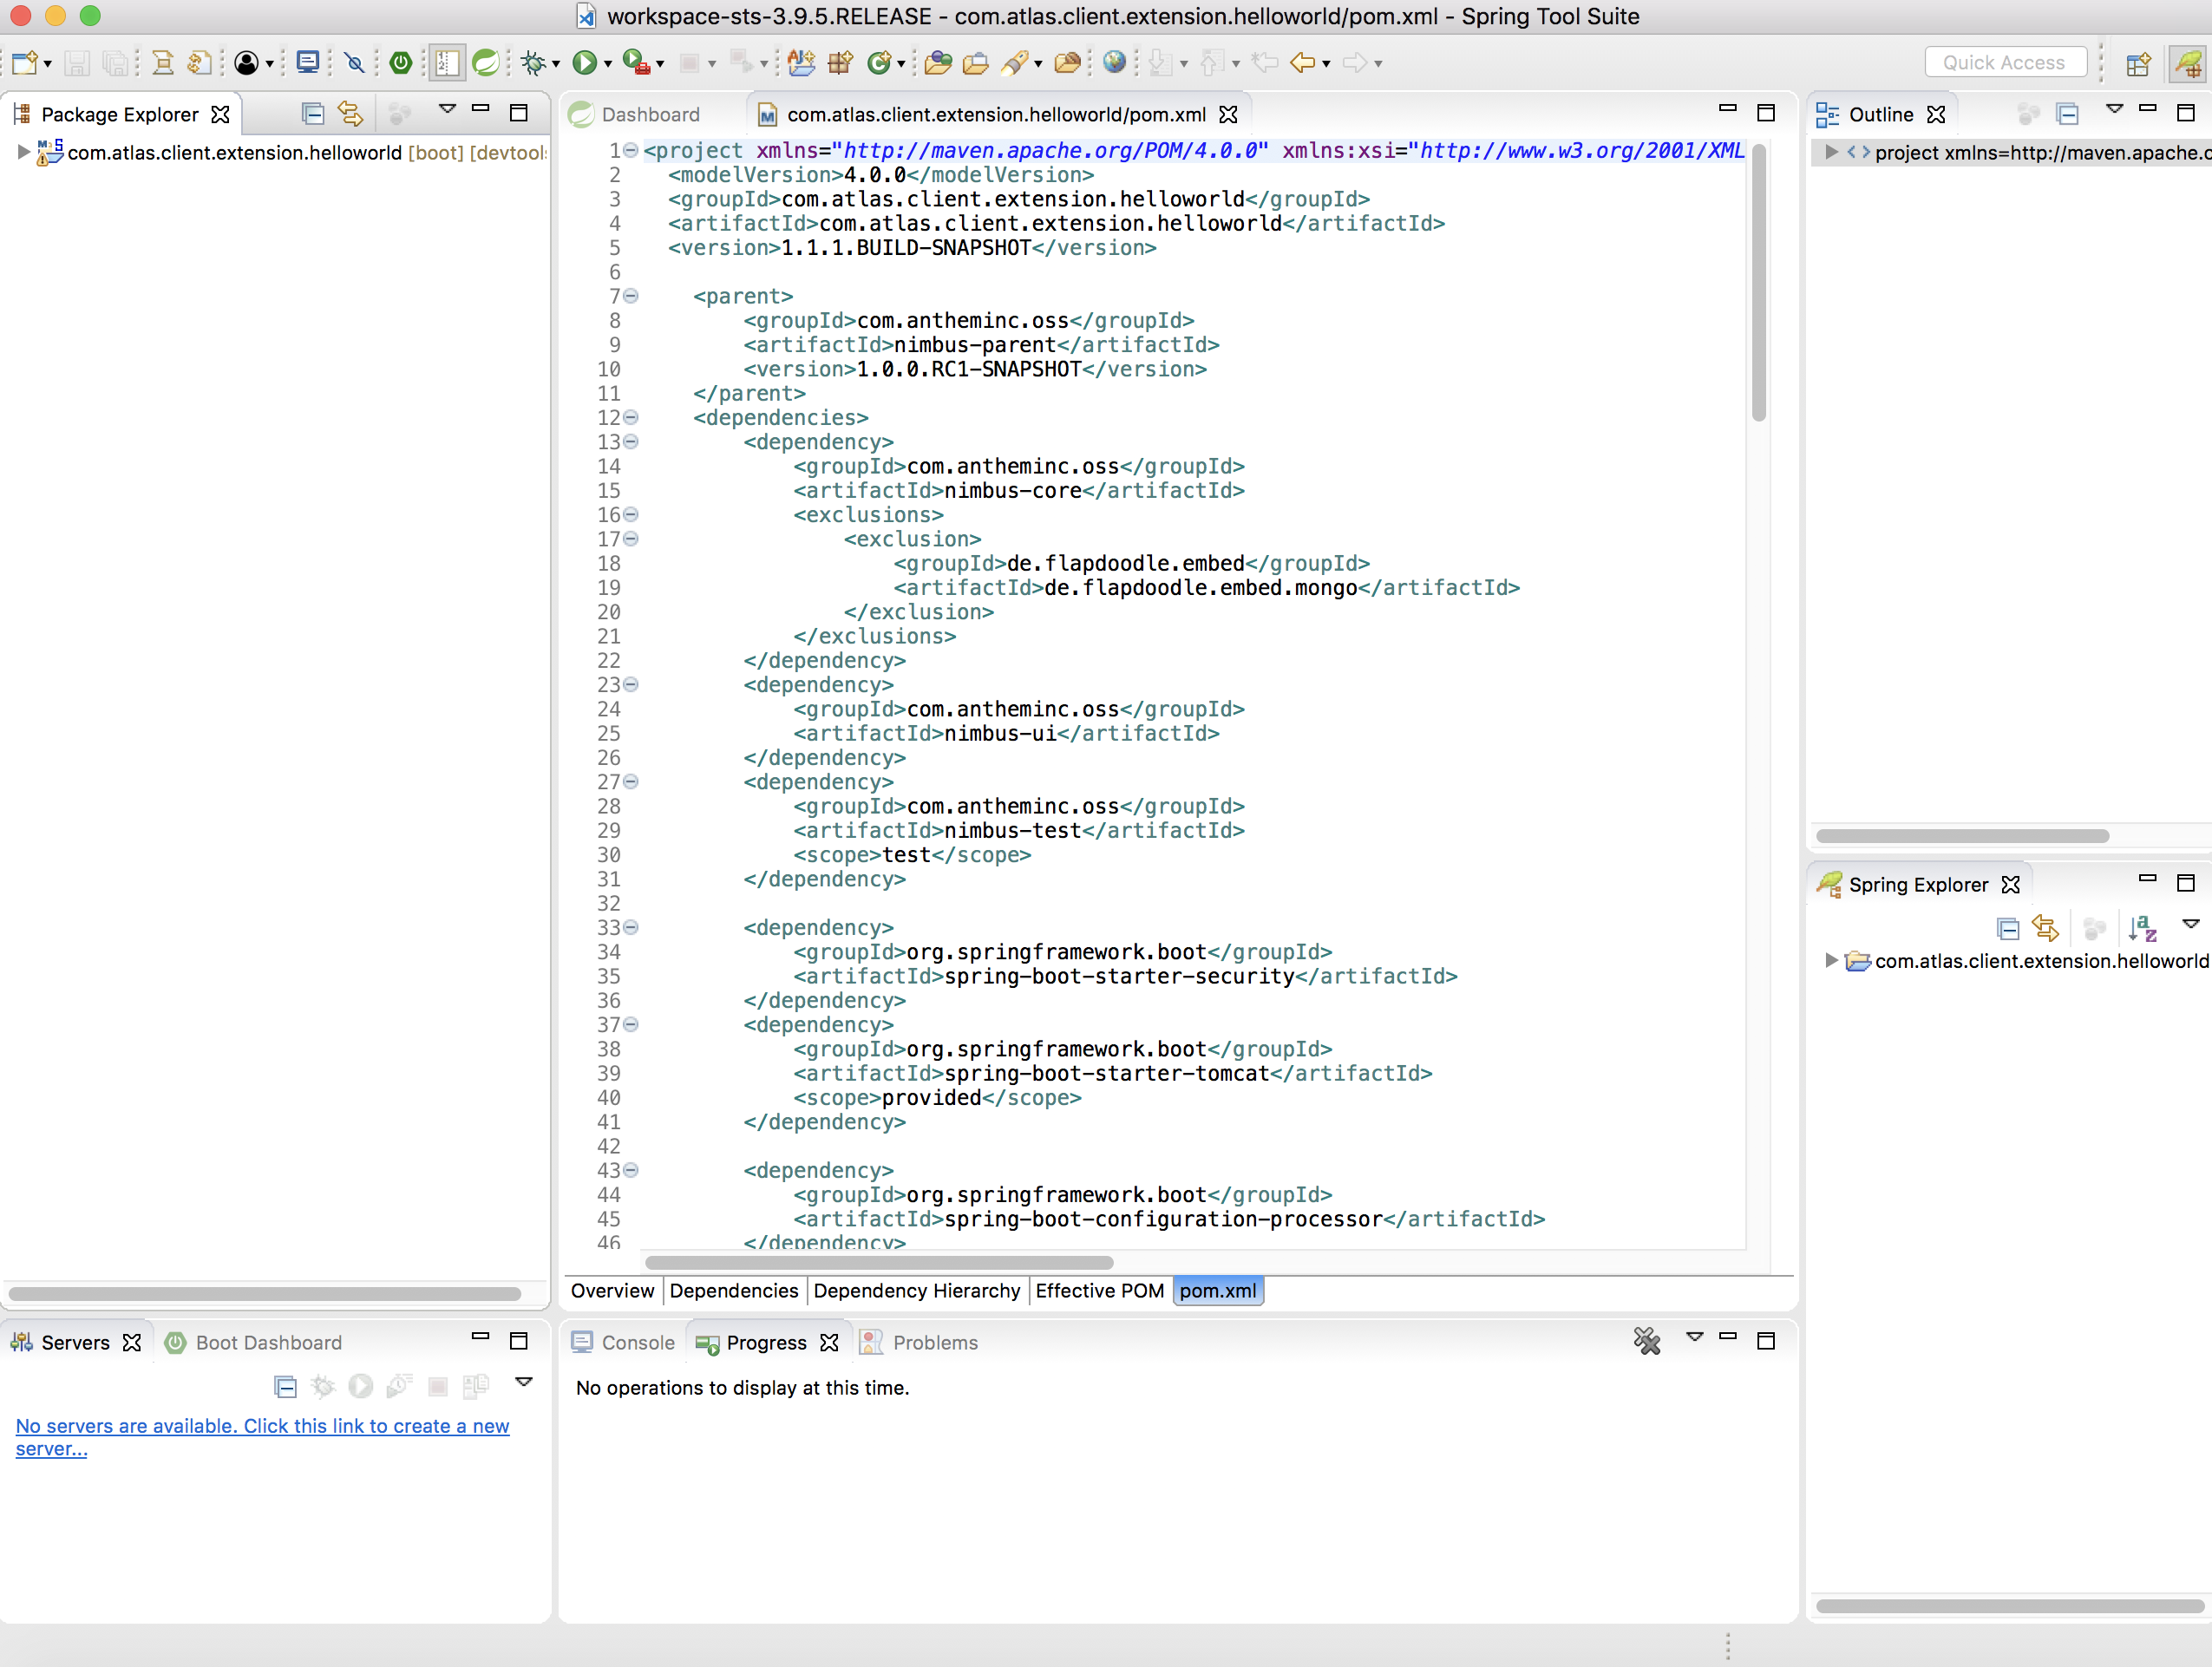 workspace-sts-3.9.5.RELEASE - com.atlas.client.extension.helloworld/pom.xml - Spring Tool Suite
Quick Access
Package Explorer
com.atlas.client.extension.helloworld [boot] [devtools
Dashboard
com.atlas.client.extension.helloworld/pom.xml
1 <project xmlns="http://maven.apache.org/POM/4.0.0" xmlns:xsi="http://www.w3.org/2001/XML
2 <modelVersion>4.0.0</modelVersion>
3 <groupId>com.atlas.client.extension.helloworld</groupId>
4 <artifactId>com.atlas.client.extension.helloworld</artifactId>
5 <version>1.1.1.BUILD-SNAPSHOT</version>
6
7 <parent>
8 <groupId>com.antheminc.oss</groupId>
9 <artifactId>nimbus-parent</artifactId>
10 <version>1.0.0.RC1-SNAPSHOT</version>
11 </parent>
12 <dependencies>
13 <dependency>
14 <groupId>com.antheminc.oss</groupId>
15 <artifactId>nimbus-core</artifactId>
16 <exclusions>
17 <exclusion>
18 <groupId>de.flapdoodle.embed</groupId>
19 <artifactId>de.flapdoodle.embed.mongo</artifactId>
20 </exclusion>
21 </exclusions>
22 </dependency>
23 <dependency>
24 <groupId>com.antheminc.oss</groupId>
25 <artifactId>nimbus-ui</artifactId>
26 </dependency>
27 <dependency>
28 <groupId>com.antheminc.oss</groupId>
29 <artifactId>nimbus-test</artifactId>
30 <scope>test</scope>
31 </dependency>
32
33 <dependency>
34 <groupId>org.springframework.boot</groupId>
35 <artifactId>spring-boot-starter-security</artifactId>
36 </dependency>
37 <dependency>
38 <groupId>org.springframework.boot</groupId>
39 <artifactId>spring-boot-starter-tomcat</artifactId>
40 <scope>provided</scope>
41 </dependency>
42
43 <dependency>
44 <groupId>org.springframework.boot</groupId>
45 <artifactId>spring-boot-configuration-processor</artifactId>
46 </dependency>
Overview Dependencies Dependency Hierarchy Effective POM pom.xml
Outline
project xmlns=http://maven.apache.o
Spring Explorer
com.atlas.client.extension.helloworld
Servers
Boot Dashboard
No servers are available. Click this link to create a new
server...
Console
Progress
Problems
No operations to display at this time.